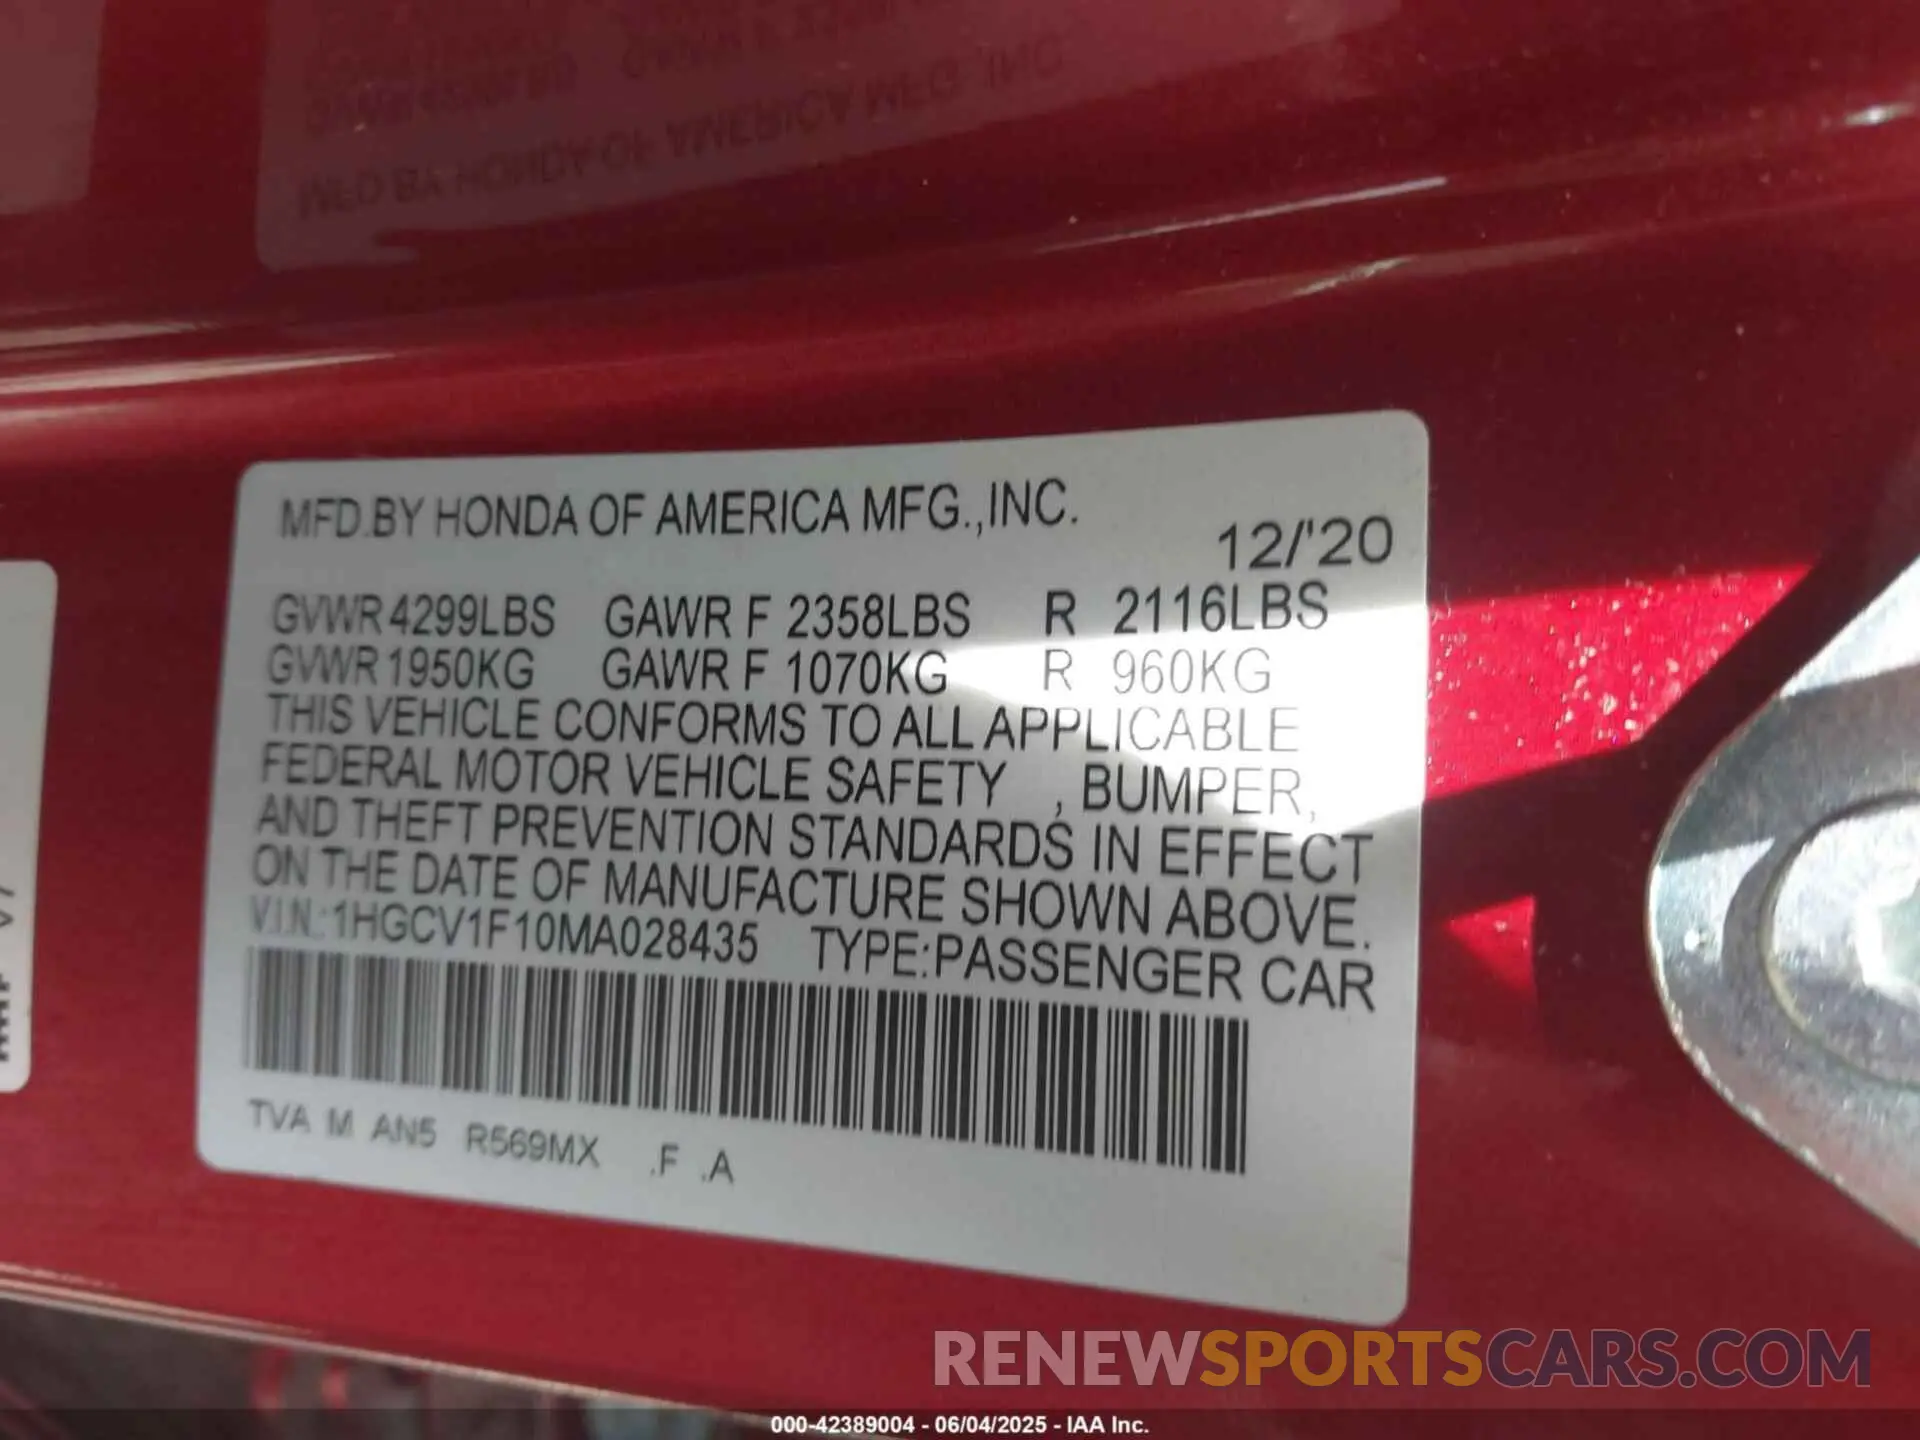 MFD.BY HONDA OF AMERICA MFG.,INC.
12/'20
GVWR 4299LBS GAWR F 2358LBS R 2116LBS
GVWR 1950KG GAWR F 1070KG R 960KG
THIS VEHICLE CONFORMS TO ALL APPLICABLE
FEDERAL MOTOR VEHICLE SAFETY , BUMPER,
AND THEFT PREVENTION STANDARDS IN EFFECT
ON THE DATE OF MANUFACTURE SHOWN ABOVE.
V.I.N.:1HGCV1F10MA028435 TYPE:PASSENGER CAR
TVA M AN5 R569MX .F .A
RENEWSPORTSCARS.COM
000-42389004 - 06/04/2025 - IAA Inc.